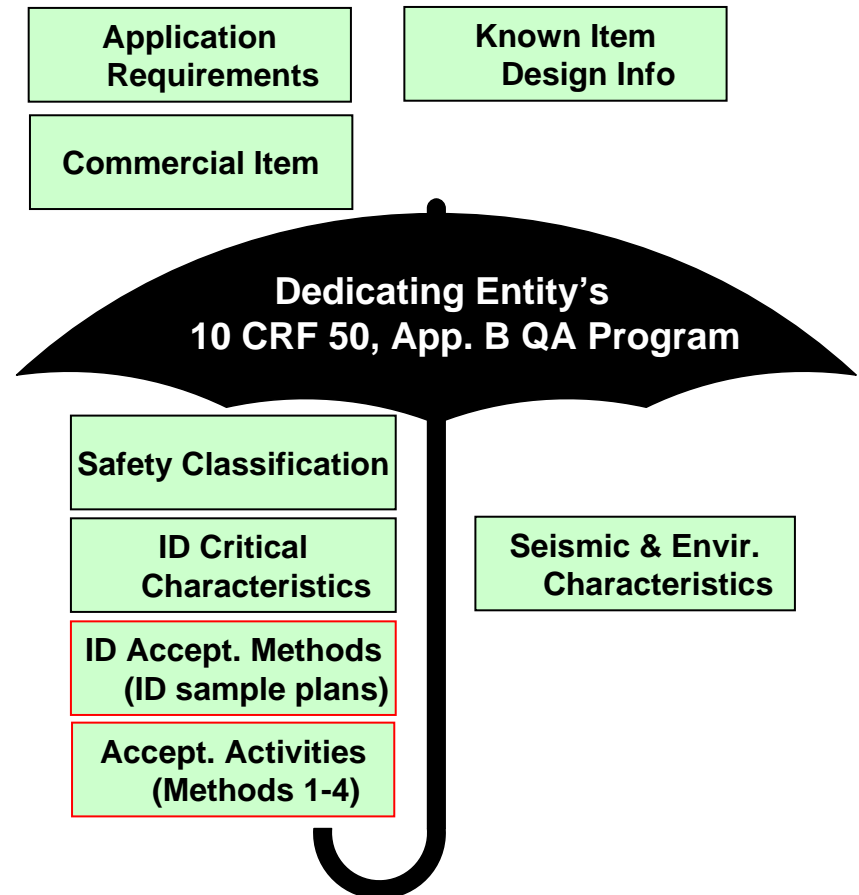 Application
Requirements
Known Item
Design Info
Commercial Item
Dedicating Entity’s
10 CRF 50, App. B QA Program
Safety Classification
ID Critical
Characteristics
Seismic & Envir.
Characteristics
ID Accept. Methods
(ID sample plans)
Accept. Activities
(Methods 1-4)